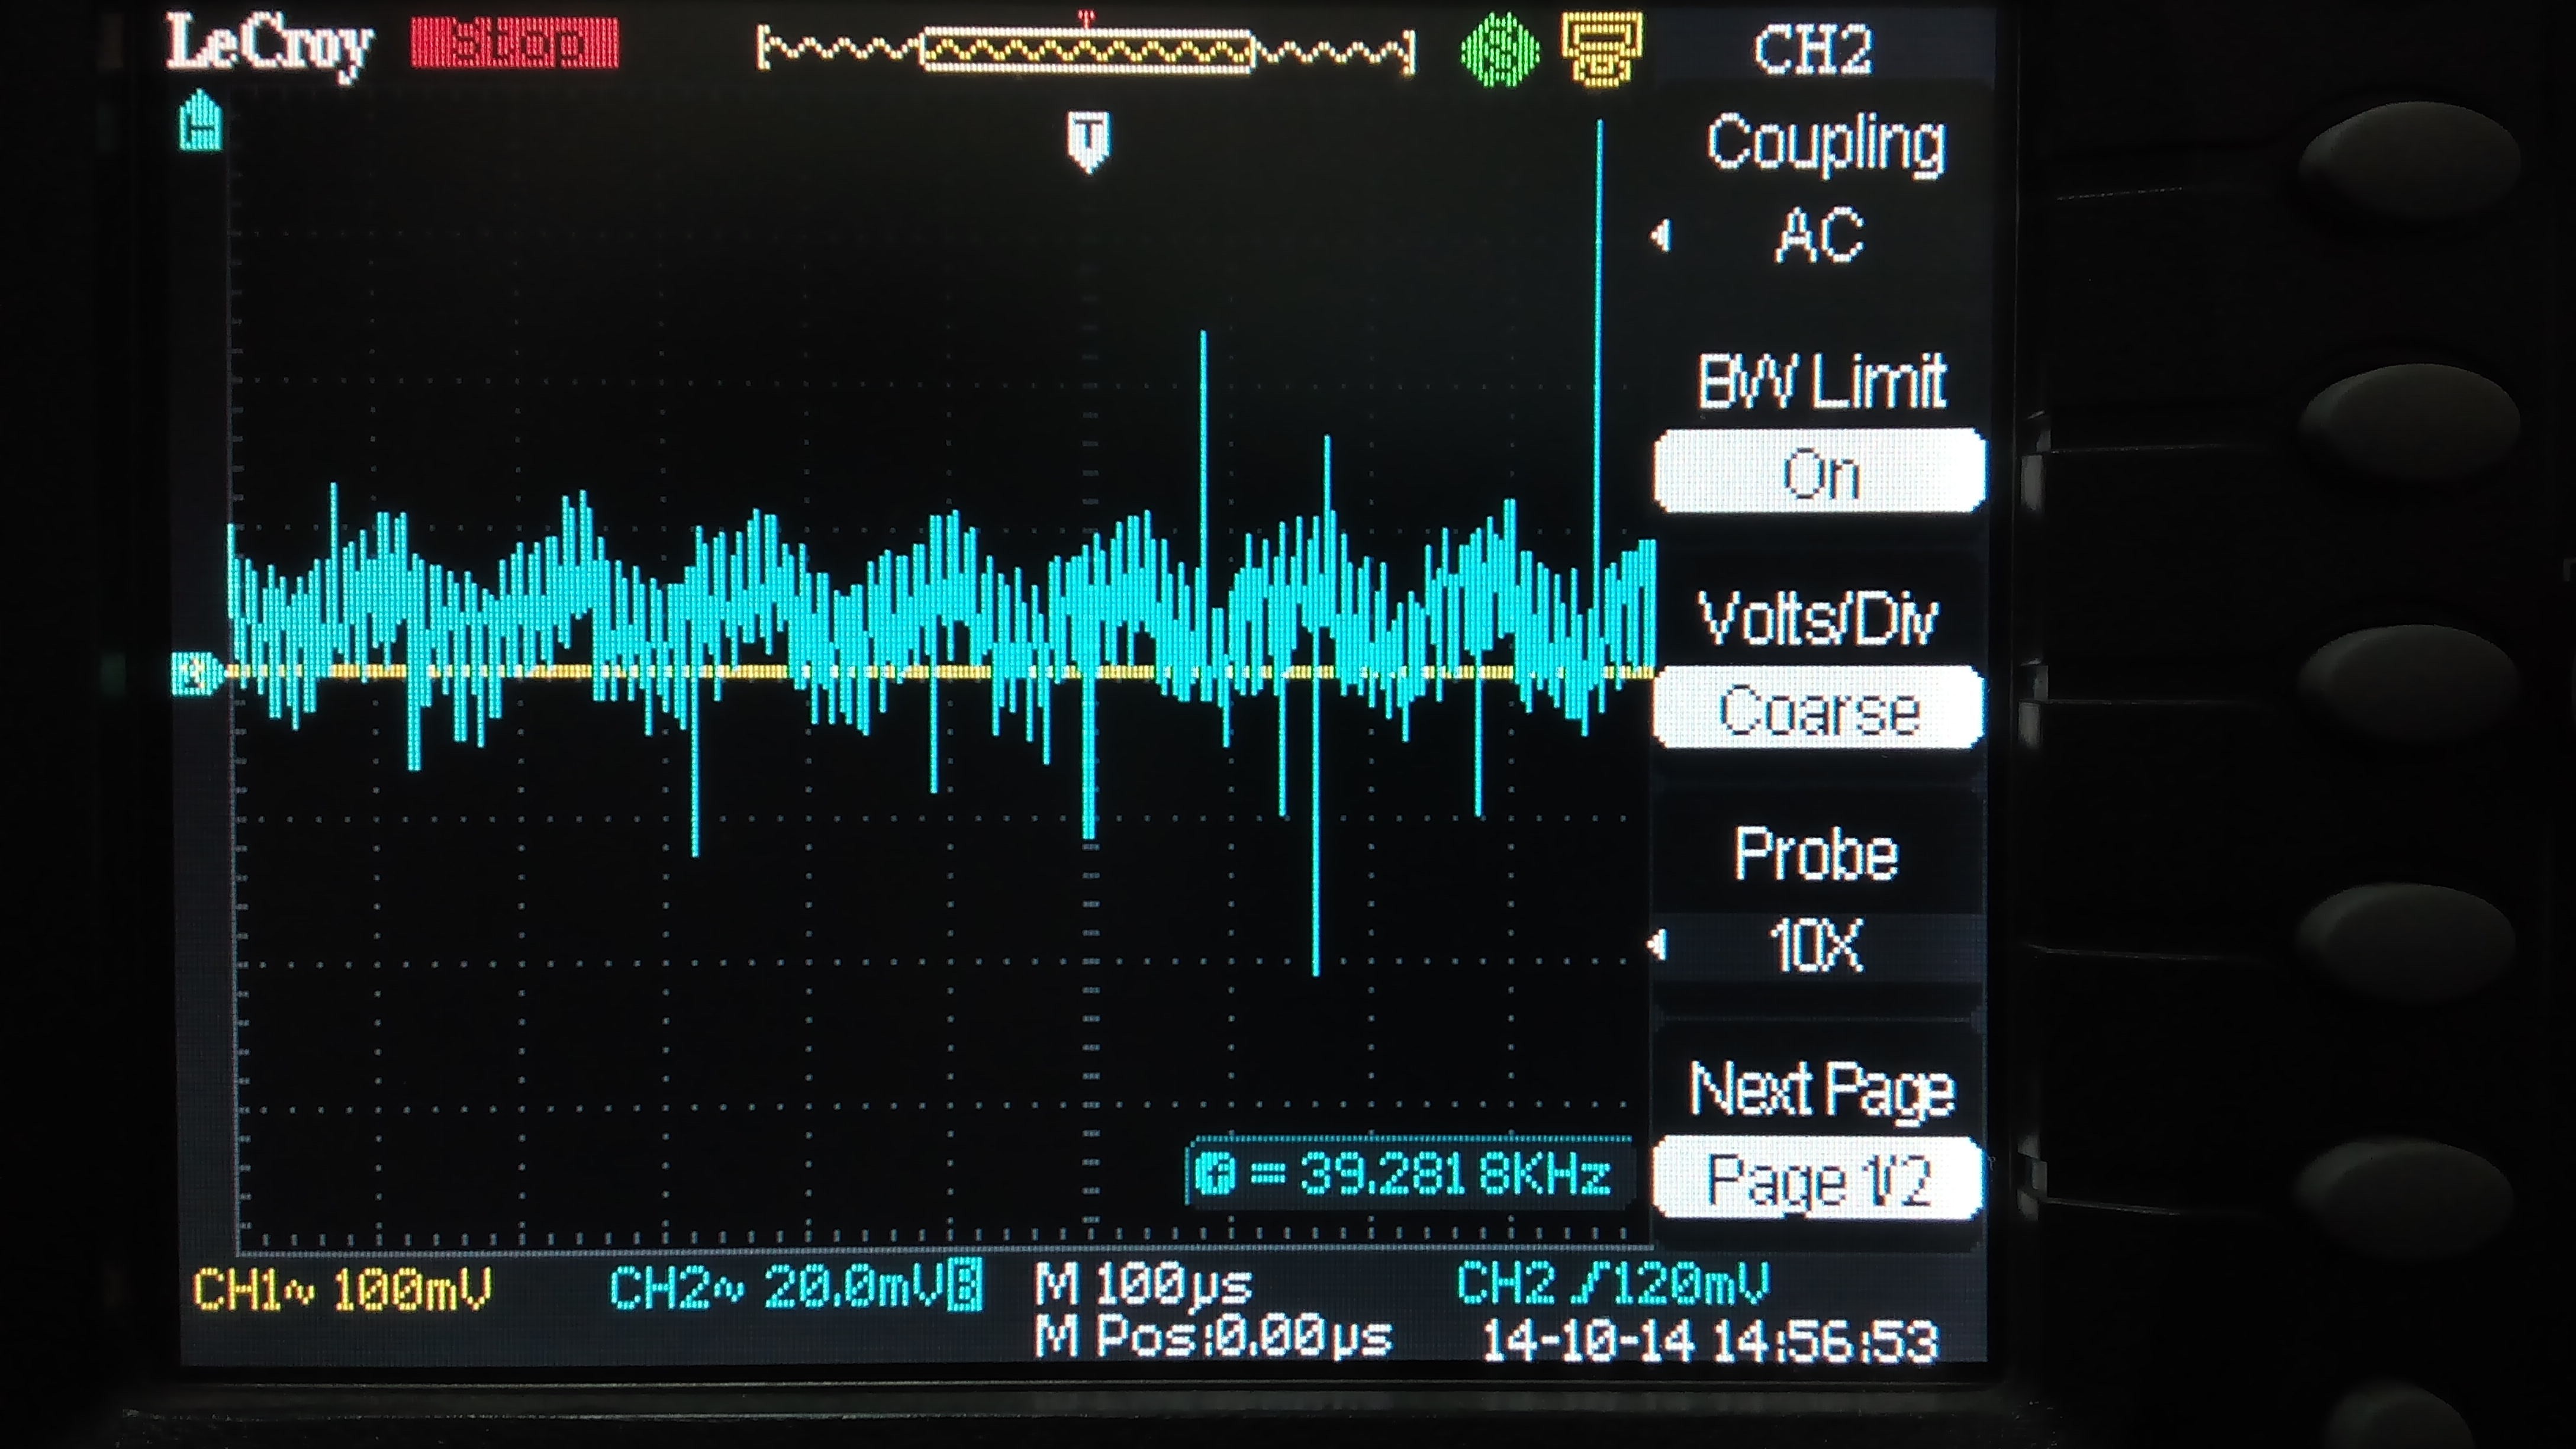 LeCroy Stop CH2
T
T
Coupling
AC
BW Limit
On
Volts/Div
Coarse
Probe
10X
Next Page
Page 1/2
= 39.2818KHz
CH1~ 100mV CH2~ 20.0mV B M 100µs CH2 120mV
M Pos:0.00µs 14-10-14 14:56:53